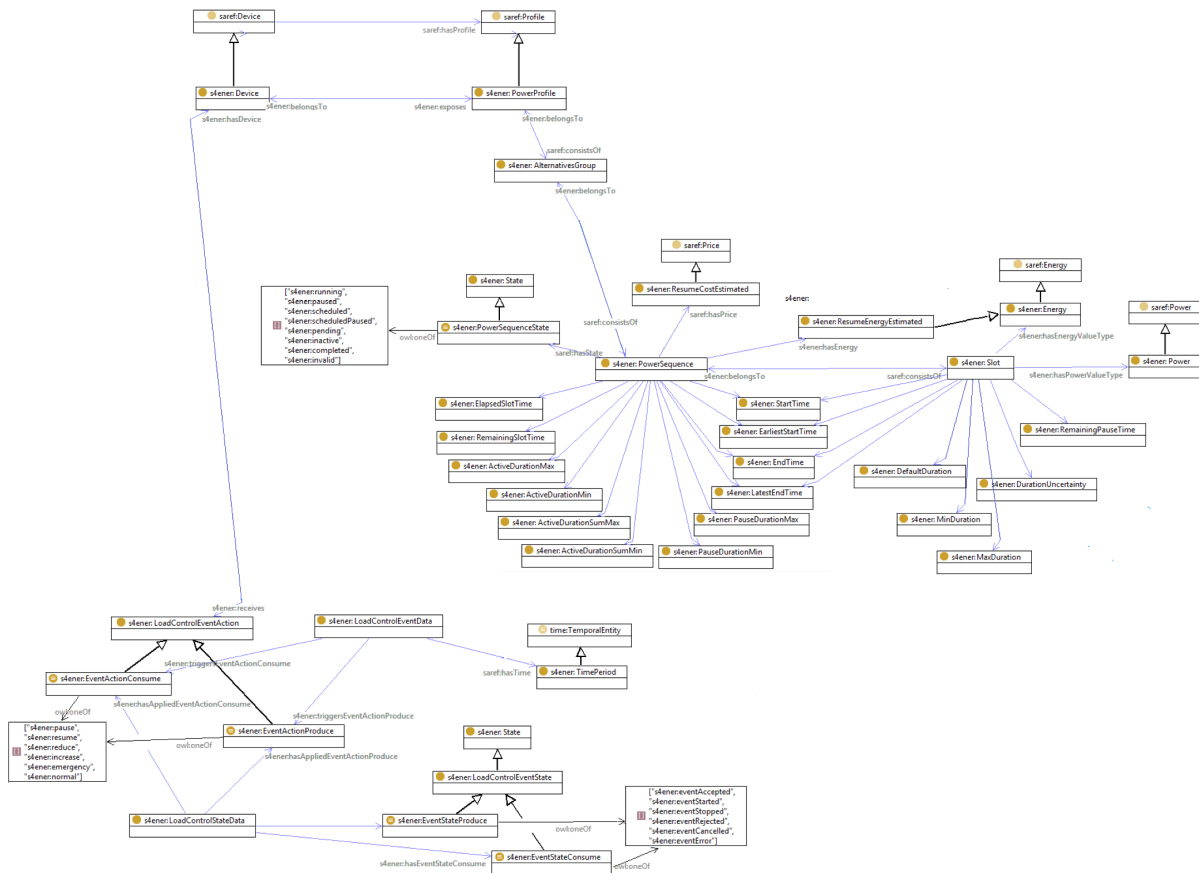 saref:Device
saref:Profile
saref:hasProfile
s4ener:Device
s4ener:PowerProfile
s4ener:belongsTo
s4ener:exposes
s4ener:hasDevice
s4ener:belongsTo
saref:consistsOf
s4ener:AlternativesGroup
s4ener:belongsTo
saref:Price
saref:Energy
s4ener:State
s4ener:ResumeCostEstimated
s4ener:
["s4ener:running",
"s4ener:paused",
"s4ener:scheduled",
"s4ener:scheduledPaused",
"s4ener:pending",
"s4ener:inactive",
"s4ener:completed",
"s4ener:invalid"]
saref:hasPrice
saref:Power
s4ener:Energy
saref:consistsOf
s4ener:ResumeEnergyEstimated
s4ener:PowerSequenceState
owl:oneOf
s4ener:hasEnergyValueType
s4ener:hasEnergy
saref:hasState
s4ener:PowerSequence
s4ener:Slot
s4ener:Power
s4ener:belongsTo
saref:consistsOf
s4ener:hasPowerValueType
s4ener:ElapsedSlotTime
s4ener:StartTime
s4ener:RemainingSlotTime
s4ener:EarliestStartTime
s4ener:RemainingPauseTime
s4ener:ActiveDurationMax
s4ener:EndTime
s4ener:DefaultDuration
s4ener:ActiveDurationMin
s4ener:LatestEndTime
s4ener:DurationUncertainty
s4ener:ActiveDurationSumMax
s4ener:PauseDurationMax
s4ener:MinDuration
s4ener:ActiveDurationSumMin
s4ener:PauseDurationMin
s4ener:MaxDuration
s4ener:receives
s4ener:LoadControlEventAction
s4ener:LoadControlEventData
time:TemporalEntity
s4ener:triggersEventActionConsume
saref:hasTime
s4ener:TimePeriod
s4ener:EventActionConsume
s4ener:hasAppliedEventActionConsume
owl:oneOf
s4ener:triggersEventActionProduce
["s4ener:pause",
"s4ener:resume",
"s4ener:reduce",
"s4ener:increase",
"s4ener:emergency",
"s4ener:normal"]
s4ener:EventActionProduce
owl:oneOf
s4ener:State
s4ener:hasAppliedEventActionProduce
s4ener:LoadControlEventState
["s4ener:eventAccepted",
"s4ener:eventStarted",
"s4ener:eventStopped",
"s4ener:eventRejected",
"s4ener:eventCancelled",
"s4ener:eventError"]
s4ener:LoadControlStateData
s4ener:EventStateProduce
owl:oneOf
s4ener:hasEventStateConsume
s4ener:EventStateConsume
owl:oneOf